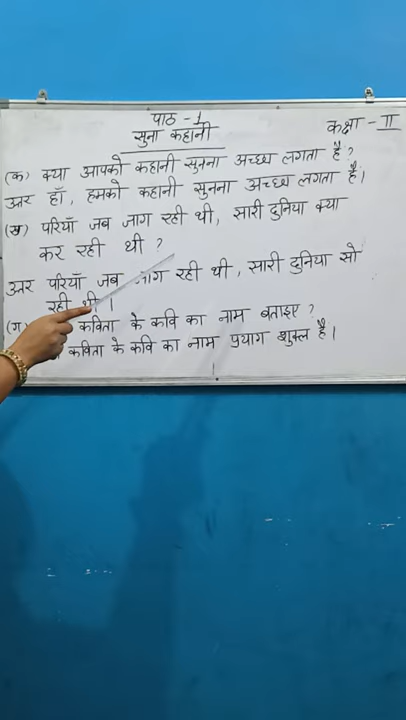 पाठ - 1
सुना कहानी
कक्षा - II
(क) क्या आपको कहानी सुनना अच्छा लगता है ?
उत्तर हाँ, हमको कहानी सुनना अच्छा लगता है।
(ख) परियाँ जब जाग रही थी, सारी दुनिया क्या
कर रही थी ?
उत्तर परियाँ जब जाग रही थी, सारी दुनिया सो
रही थी।
(ग) कविता के कवि का नाम बताइए ?
कविता के कवि का नाम प्रयाग शुक्ल है।